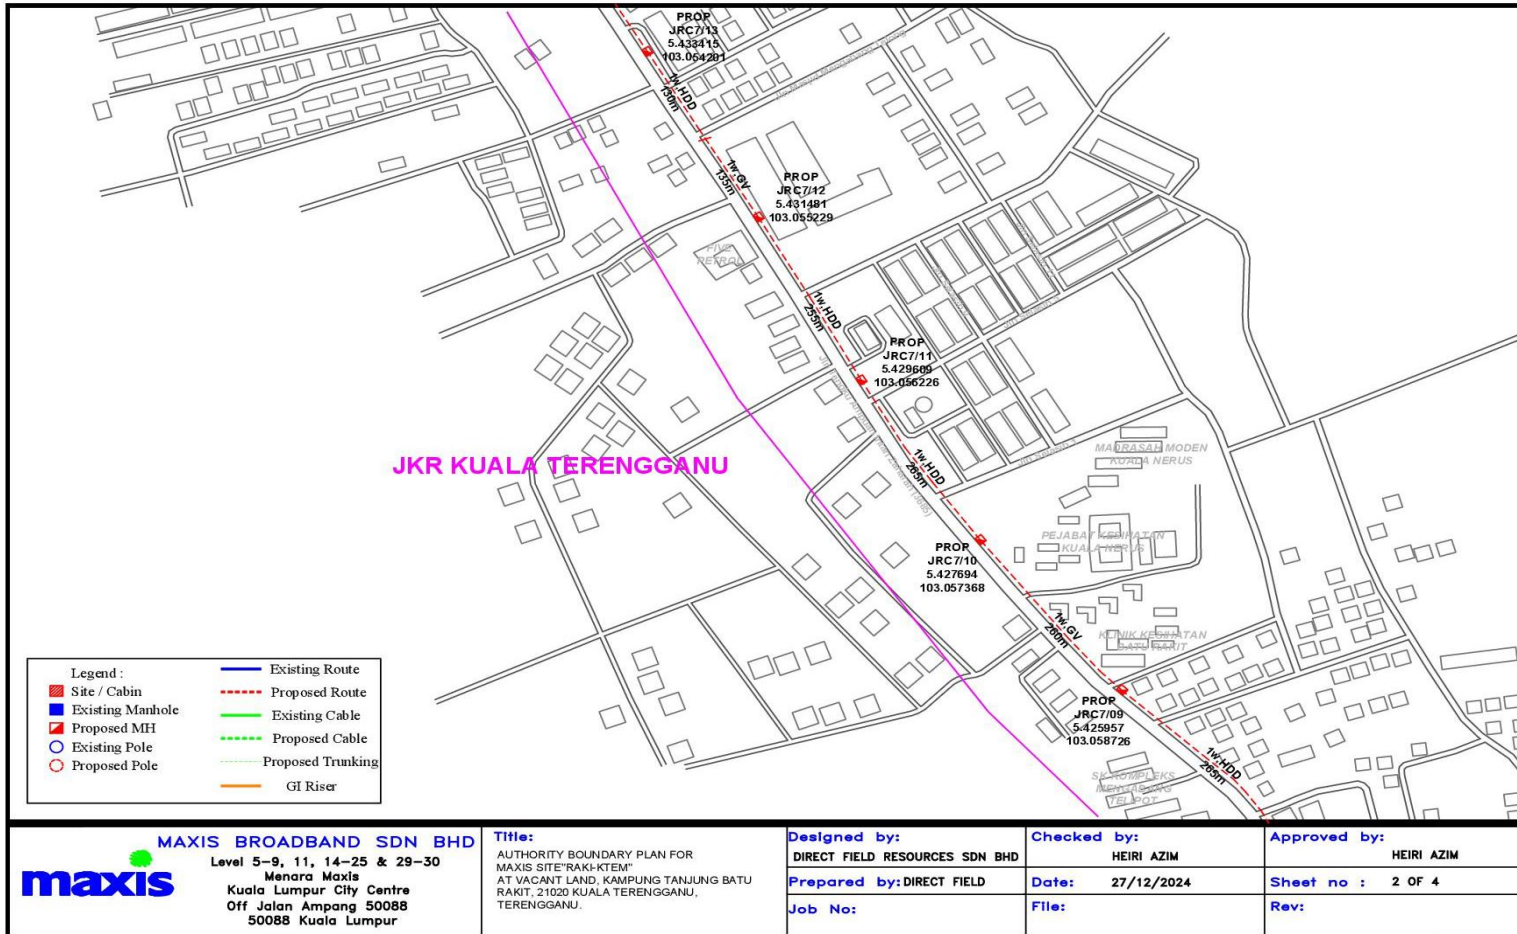 PROP
JRC7/13
5.433415
103.054201
1w,HDD
130m
1w,GV
135m
PROP
JRC7/12
5.431481
103.055229
FIVE
PETROL
1w,HDD
255m
PROP
JRC7/11
5.429609
103.056226
JKR KUALA TERENGGANU
1w,HDD
265m
MADRASAH MODEN
KUALA NERUS
PEJABAT KESIHATAN
KUALA NERUS
PROP
JRC7/10
5.427694
103.057368
1w,GV
260m
KLINIK KESIHATAN
BATU RAKIT
PROP
JRC7/09
5.425957
103.058726
1w,HDD
265m
SK KOMPLEKS
MENGABANG
TELIPOT
Legend :
Site / Cabin
Existing Manhole
Proposed MH
Existing Pole
Proposed Pole
Existing Route
Proposed Route
Existing Cable
Proposed Cable
Proposed Trunking
GI Riser
maxis
MAXIS BROADBAND SDN BHD
Level 5-9, 11, 14-25 & 29-30
Menara Maxis
Kuala Lumpur City Centre
Off Jalan Ampang 50088
50088 Kuala Lumpur
Title:
AUTHORITY BOUNDARY PLAN FOR
MAXIS SITE"RAKI-KTEM"
AT VACANT LAND, KAMPUNG TANJUNG BATU
RAKIT, 21020 KUALA TERENGGANU,
TERENGGANU.
Designed by:
DIRECT FIELD RESOURCES SDN BHD
Prepared by: DIRECT FIELD
Job No:
Checked by:
HEIRI AZIM
Date: 27/12/2024
File:
Approved by:
HEIRI AZIM
Sheet no : 2 OF 4
Rev: